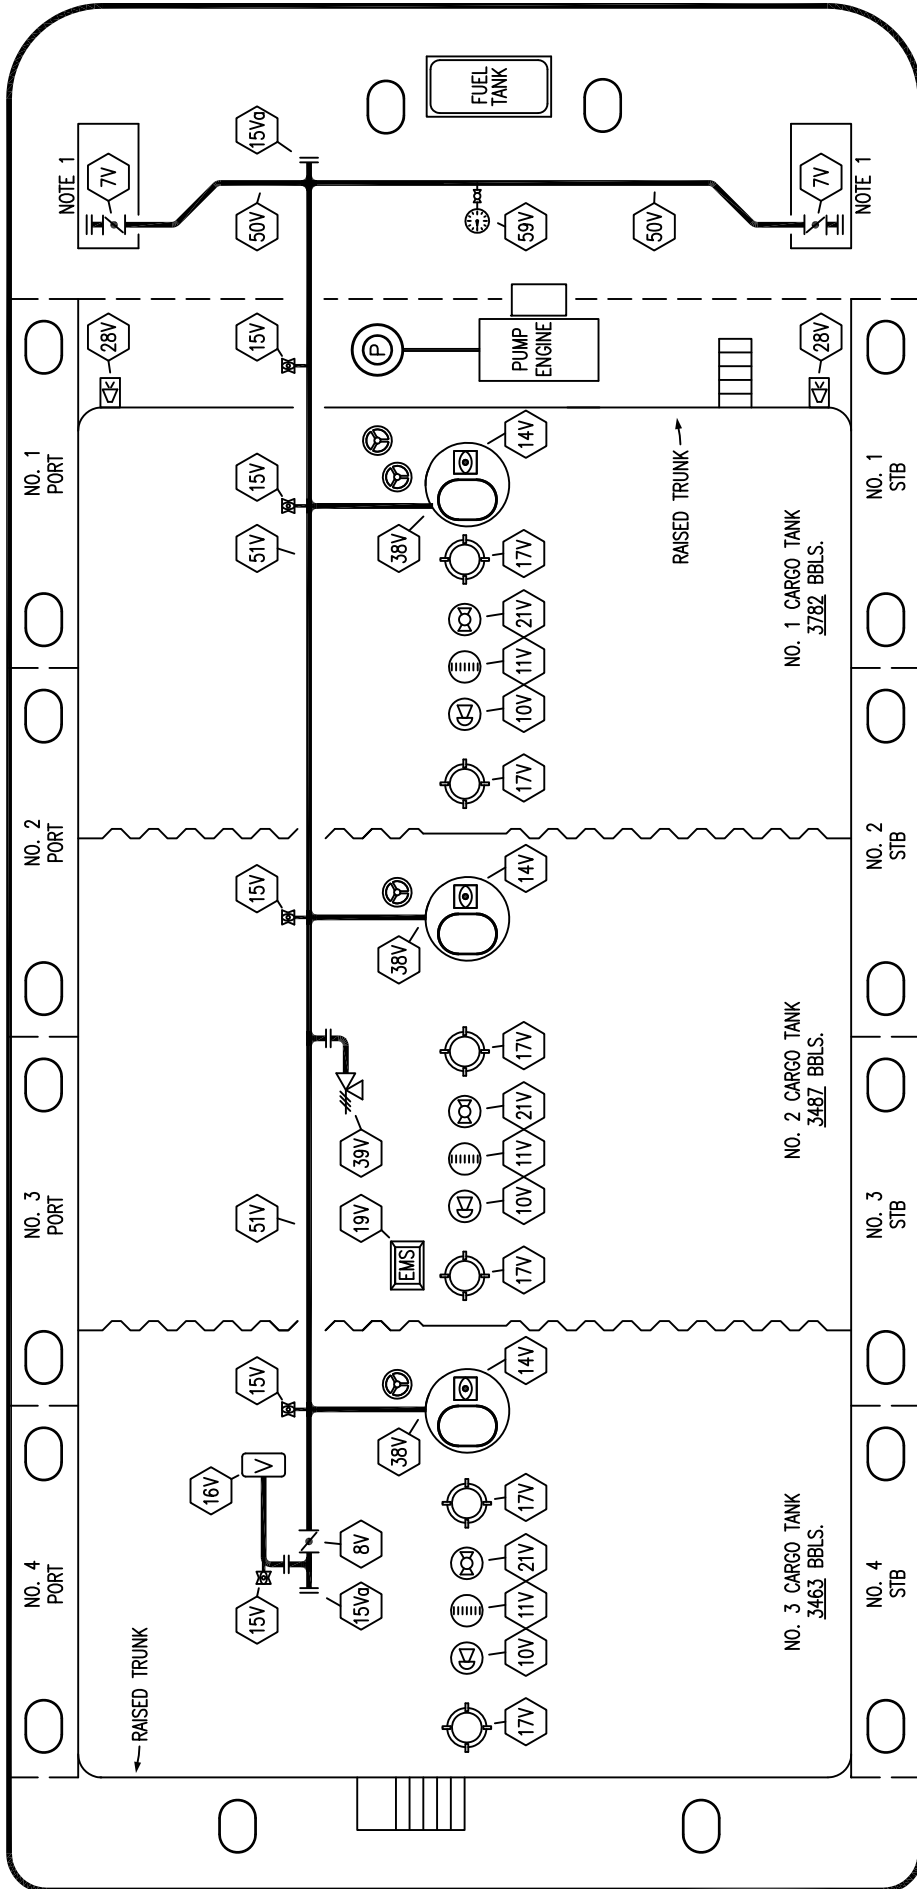 FUEL
TANK
15Va
NOTE 1
7V
50V
59V
50V
7V
NOTE 1
28V
15V
P
PUMP
ENGINE
28V
NO. 1
PORT
15V
51V
14V
38V
17V
21V
11V
10V
17V
RAISED TRUNK
NO. 1 CARGO TANK
3782 BBLS.
NO. 1
STB
NO. 2
PORT
15V
14V
38V
17V
21V
11V
10V
17V
39V
19V
EMS
51V
NO. 2 CARGO TANK
3487 BBLS.
NO. 2
STB
NO. 3
PORT
NO. 3
STB
15V
14V
38V
16V
V
15V
8V
15Va
17V
21V
11V
10V
17V
NO. 3 CARGO TANK
3463 BBLS.
NO. 4
PORT
NO. 4
STB
RAISED TRUNK